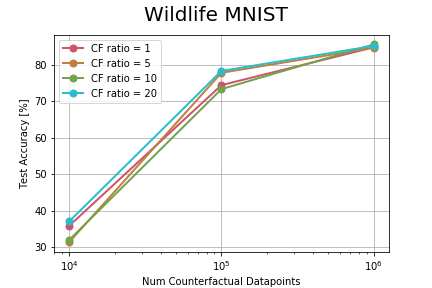 Wildlife MNIST
CF ratio = 1
CF ratio = 5
CF ratio = 10
CF ratio = 20
Test Accuracy [%]
80
70
60
50
40
30
10⁴ 10⁵ 10⁶
Num Counterfactual Datapoints